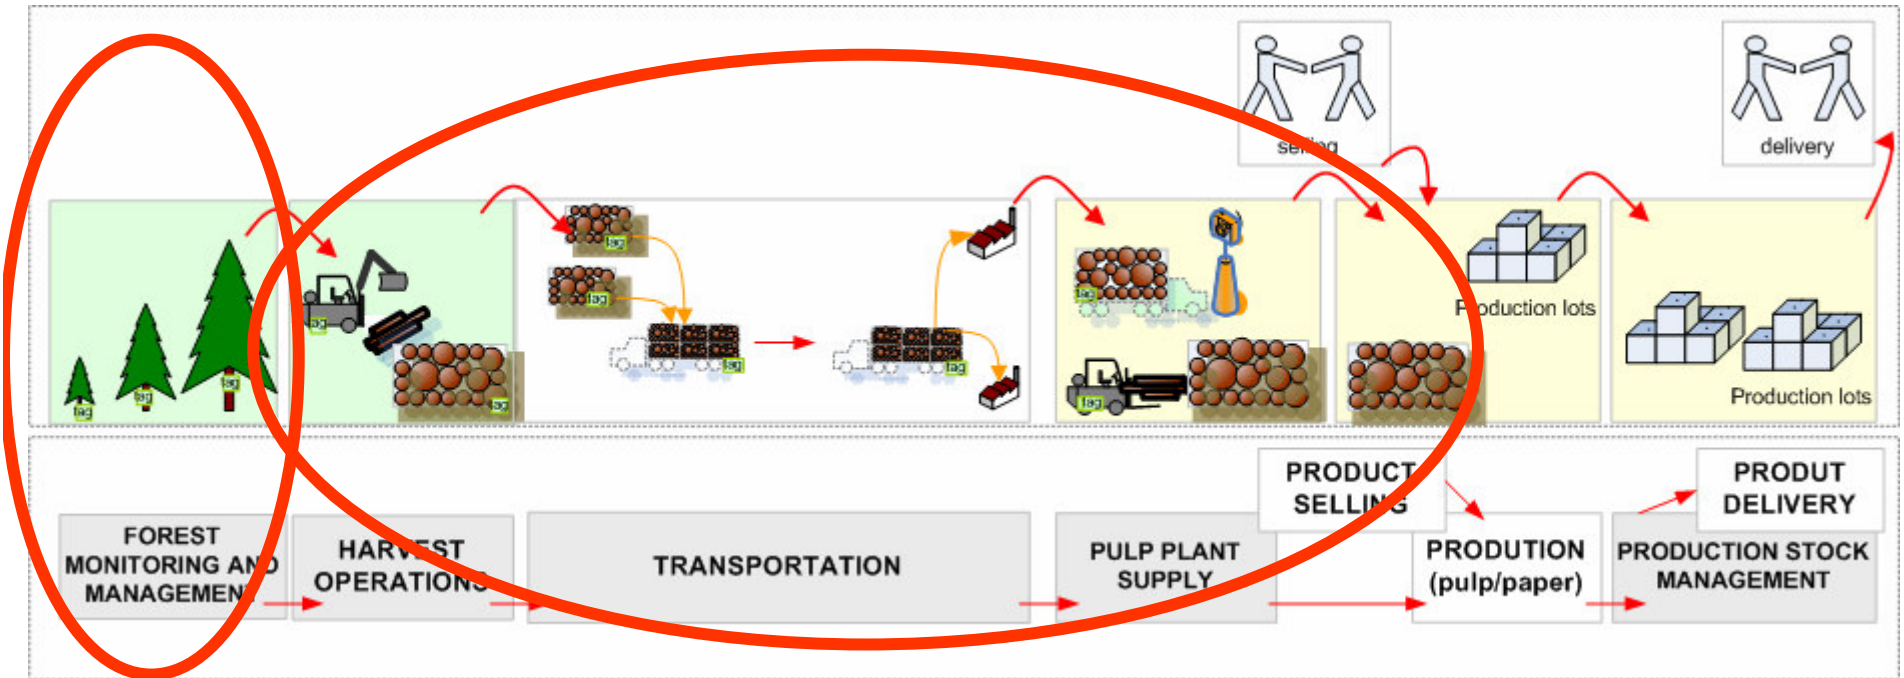 selling
delivery
tag
tag
tag
tag
tag
tag
tag
tag
tag
tag
tag
Production lots
Production lots
FOREST
MONITORING AND
MANAGEMENT
HARVEST
OPERATIONS
TRANSPORTATION
PULP PLANT
SUPPLY
PRODUCT
SELLING
PRODUTION
(pulp/paper)
PRODUCTION STOCK
MANAGEMENT
PRODUT
DELIVERY